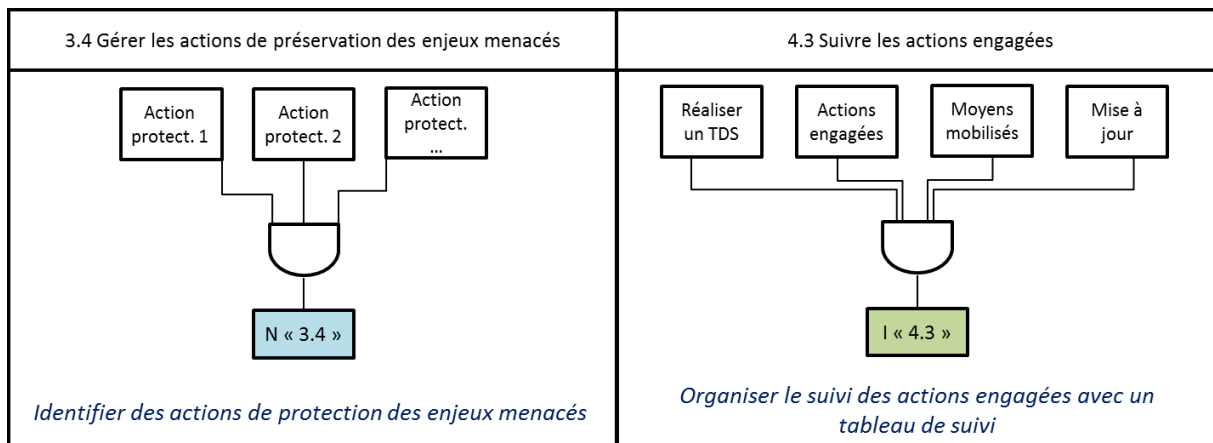 3.4 Gérer les actions de préservation des enjeux menacés
4.3 Suivre les actions engagées
Action
protect. 1
Action
protect. 2
Action
protect.
...
Réaliser
un TDS
Actions
engagées
Moyens
mobilisés
Mise à
jour
N « 3.4 »
I « 4.3 »
Identifier des actions de protection des enjeux menacés
Organiser le suivi des actions engagées avec un
tableau de suivi